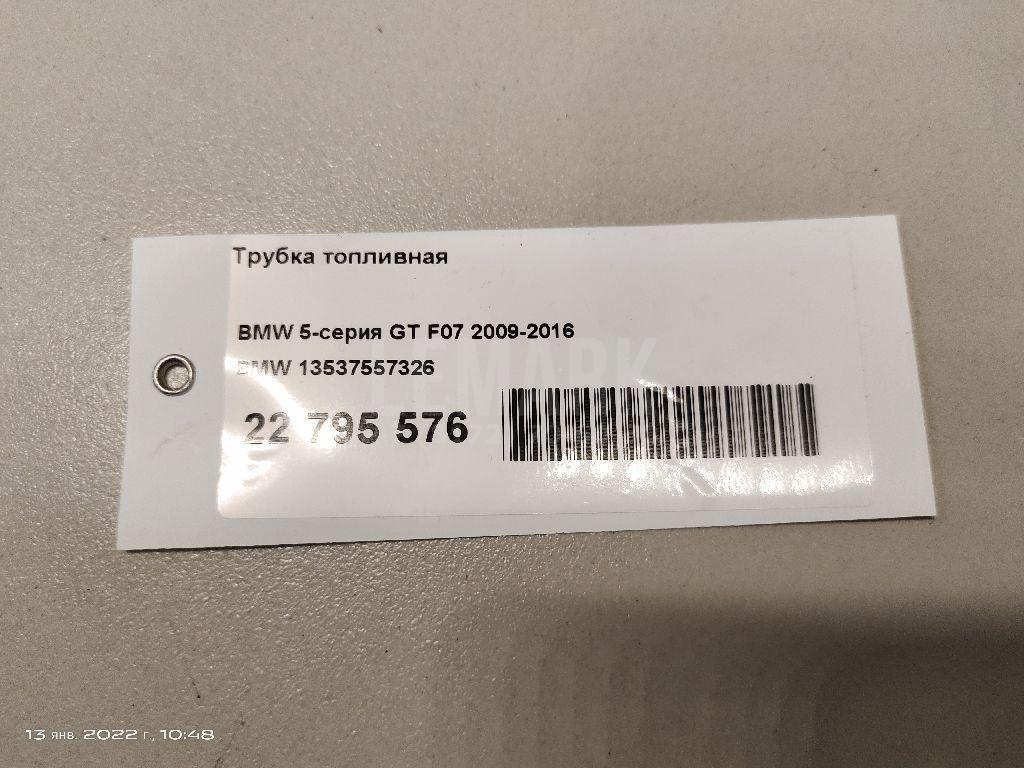 Трубка топливная
BMW 5-серия GT F07 2009-2016
BMW 13537557326
22 795 576
LEMARK
13 янв. 2022 г., 10:48